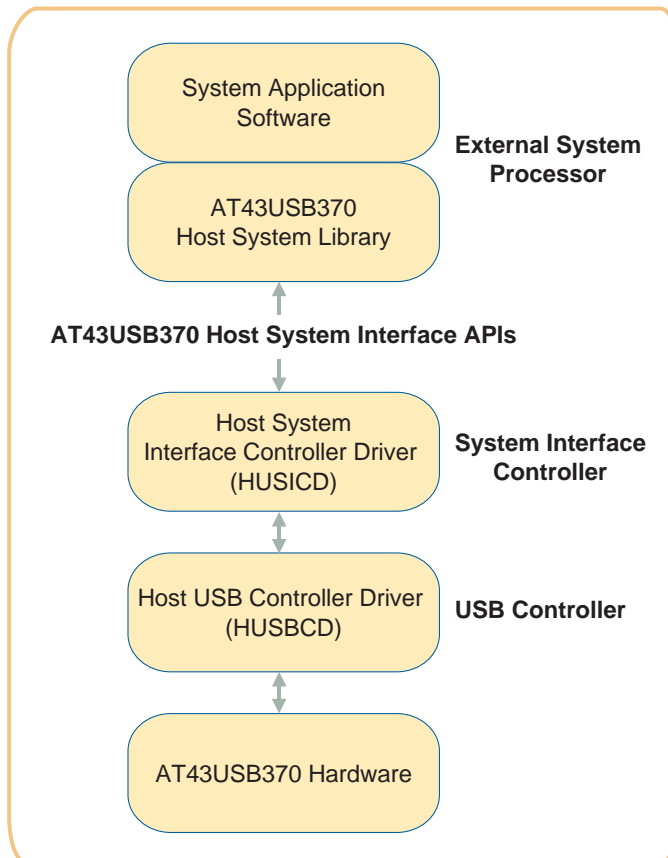 System Application
Software
External System
Processor
AT43USB370
Host System Library
AT43USB370 Host System Interface APIs
Host System
Interface Controller Driver
(HUSICD)
System Interface
Controller
Host USB Controller Driver
(HUSBCD)
USB Controller
AT43USB370 Hardware